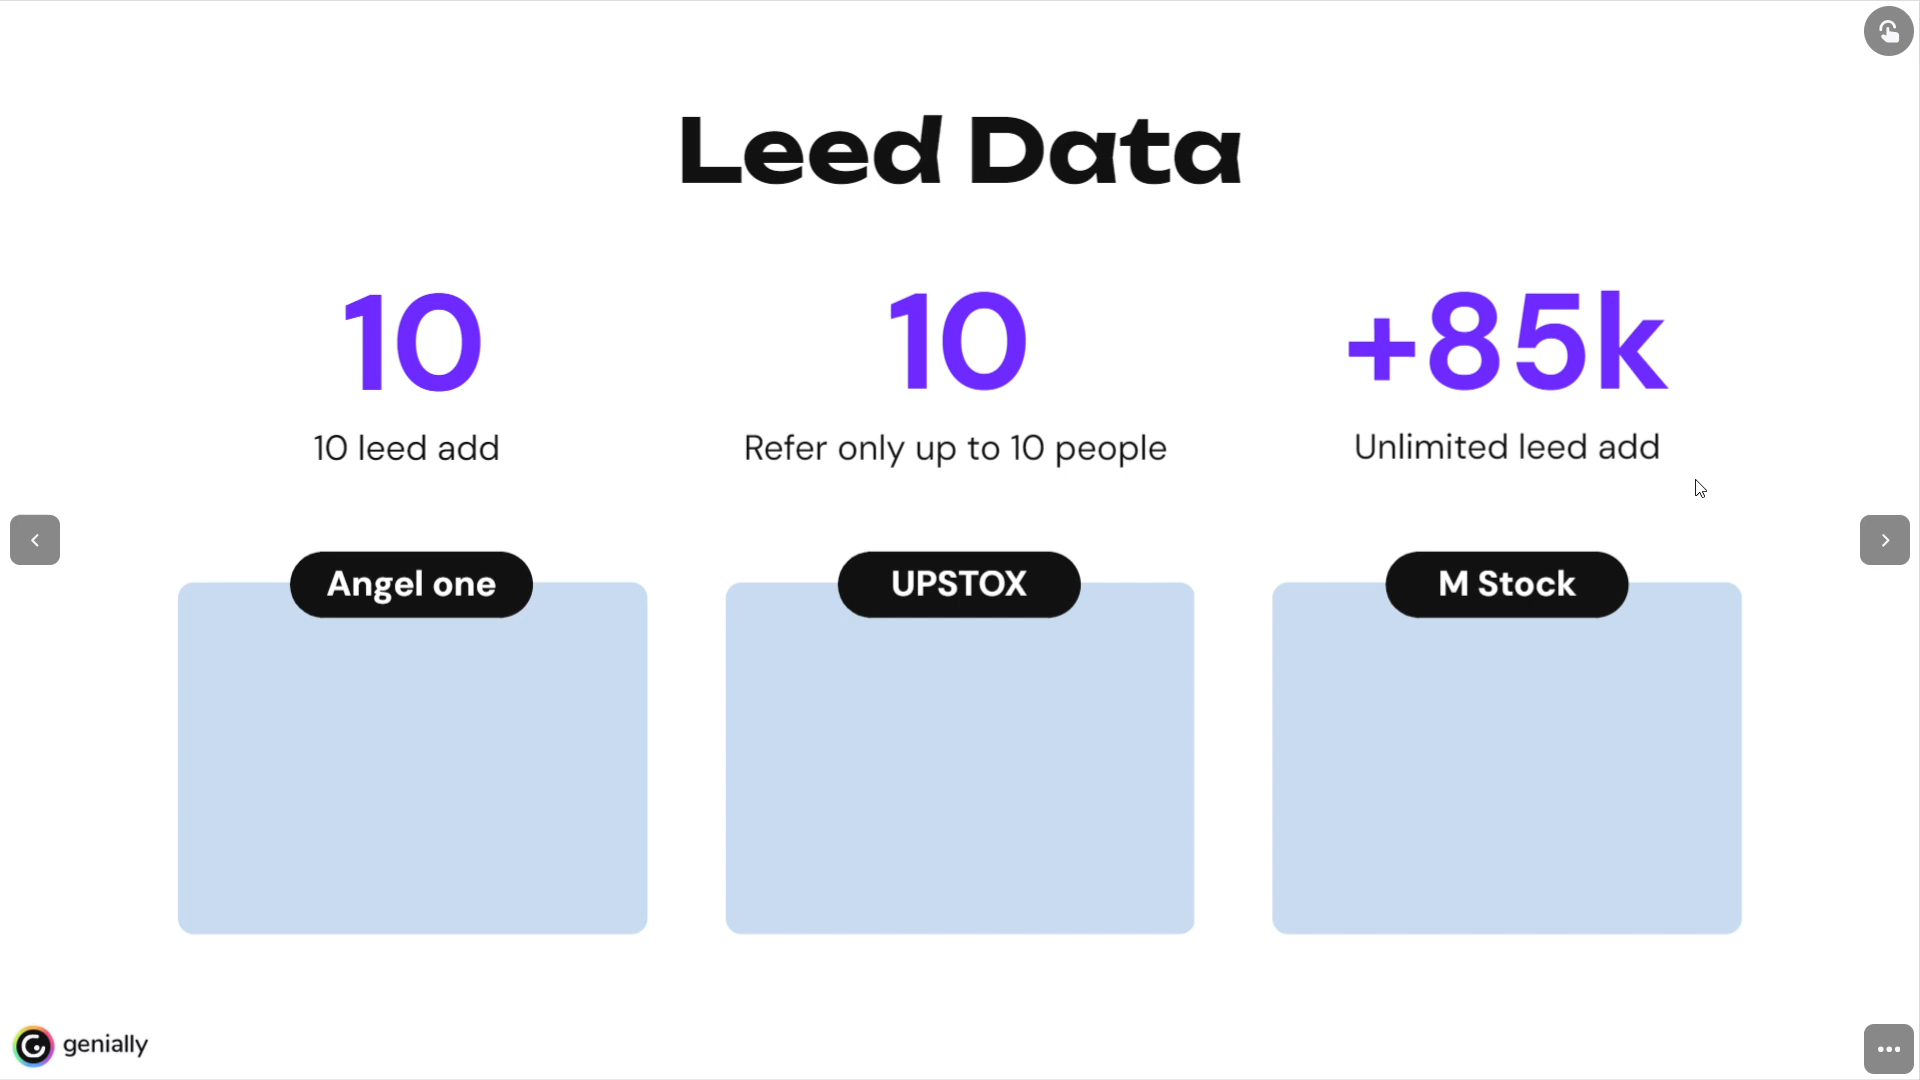 Leed Data
10
10
+85k
10 leed add
Refer only up to 10 people
Unlimited leed add
Angel one
UPSTOX
M Stock
genially